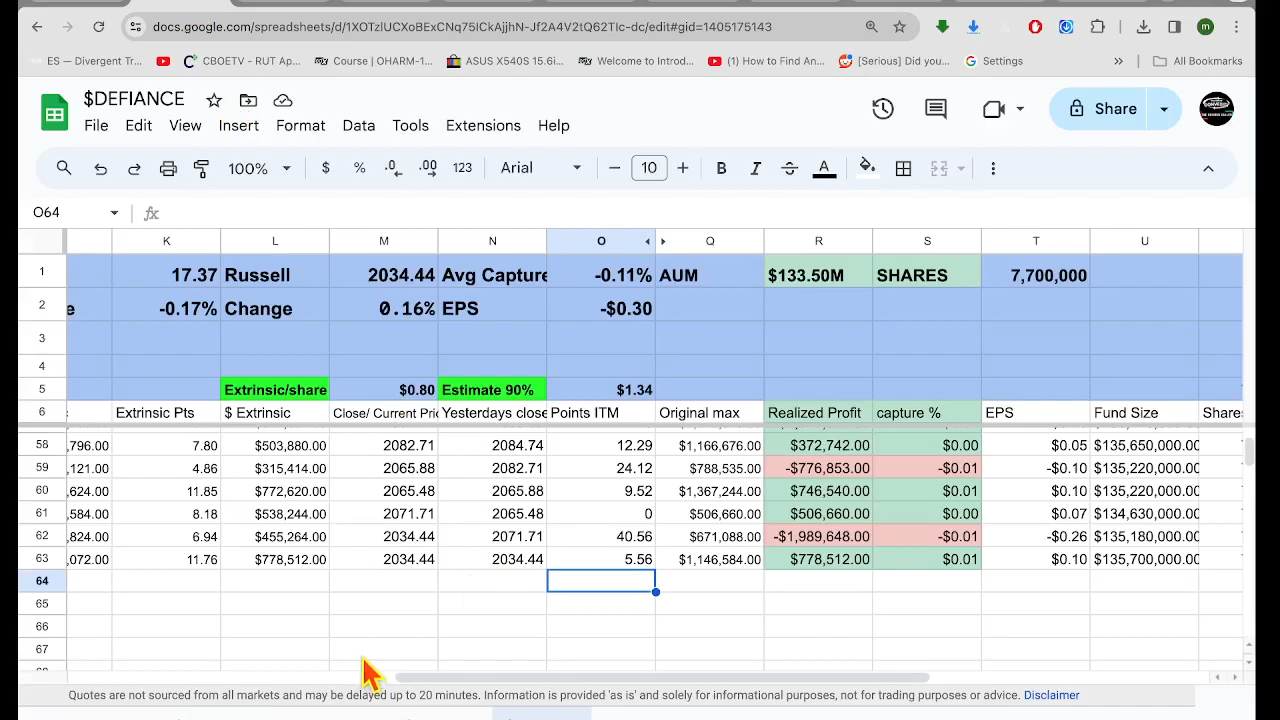 docs.google.com/spreadsheets/d/1XOTzlUCXoBExCNq75ICkAjjhN-Jf2A4V2tQ62TIc-dc/edit#gid=1405175143
m
ES — Divergent Tr... CBOETV – RUT Ap... Course | OHARM-1... ASUS X540S 15.6i... Welcome to Introd... (1) How to Find An... [Serious] Did you... Settings » All Bookmarks
$DEFIANCE
File Edit View Insert Format Data Tools Extensions Help
Share
100% $ % .0 .00 123 Arial 10 B I A
O64 fx
K L M N O Q R S T U
1 17.37 Russell 2034.44 Avg Capture -0.11% AUM $133.50M SHARES 7,700,000
2 e -0.17% Change 0.16% EPS -$0.30
3
4
5 Extrinsic/share $0.80 Estimate 90% $1.34
6 Extrinsic Pts $ Extrinsic Close/ Current Pric Yesterdays close Points ITM Original max Realized Profit capture % EPS Fund Size Share
58 ,796.00 7.80 $503,880.00 2082.71 2084.74 12.29 $1,166,676.00 $372,742.00 $0.00 $0.05 $135,650,000.00
59 ,121.00 4.86 $315,414.00 2065.88 2082.71 24.12 $788,535.00 -$776,853.00 -$0.01 -$0.10 $135,220,000.00
60 ,624.00 11.85 $772,620.00 2065.48 2065.88 9.52 $1,367,244.00 $746,540.00 $0.01 $0.10 $135,220,000.00
61 ,584.00 8.18 $538,244.00 2071.71 2065.48 0 $506,660.00 $506,660.00 $0.00 $0.07 $134,630,000.00
62 ,824.00 6.94 $455,264.00 2034.44 2071.71 40.56 $671,088.00 -$1,989,648.00 -$0.01 -$0.26 $135,180,000.00
63 ,072.00 11.76 $778,512.00 2034.44 2034.44 5.56 $1,146,584.00 $778,512.00 $0.01 $0.10 $135,700,000.00
64
65
66
67
Quotes are not sourced from all markets and may be delayed up to 20 minutes. Information is provided 'as is' and solely for informational purposes, not for trading purposes or advice. Disclaimer